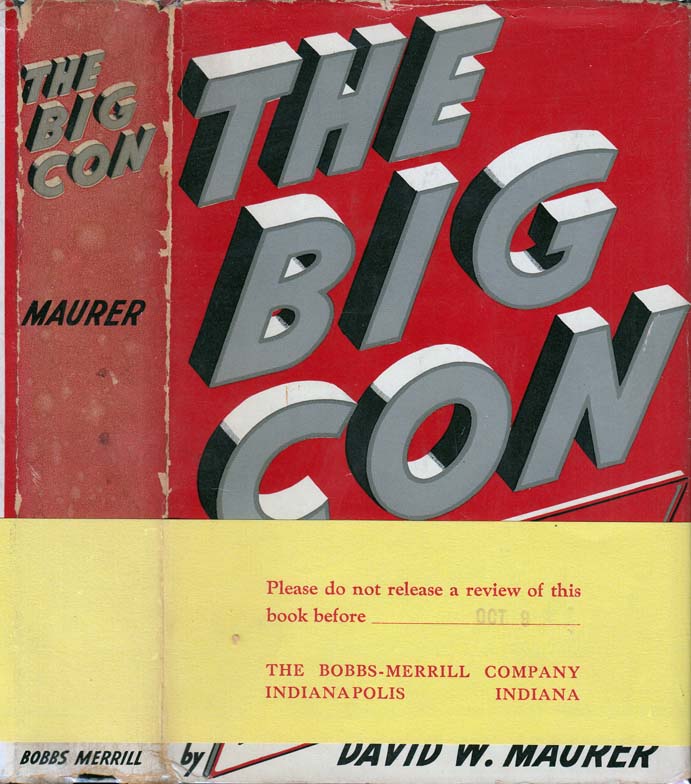 THE
BIG
CON
MAURER
BOBBS MERRILL
THE
BIG
CON
Please do not release a review of this
book before OCT 8
THE BOBBS-MERRILL COMPANY
INDIANAPOLIS INDIANA
by DAVID W. MAURER